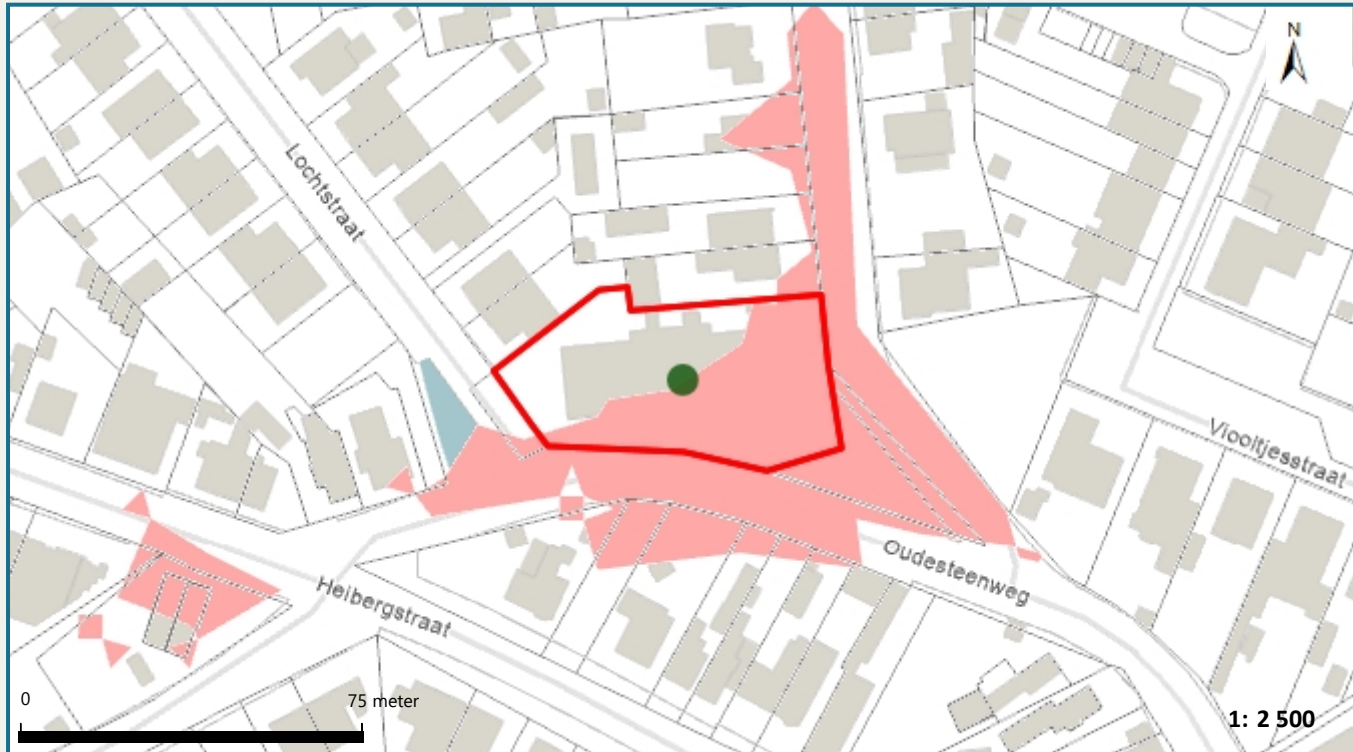 N
Lochtstraat
Viooltjesstraat
Oudesteenweg
Heibergstraat
0
75 meter
1: 2 500